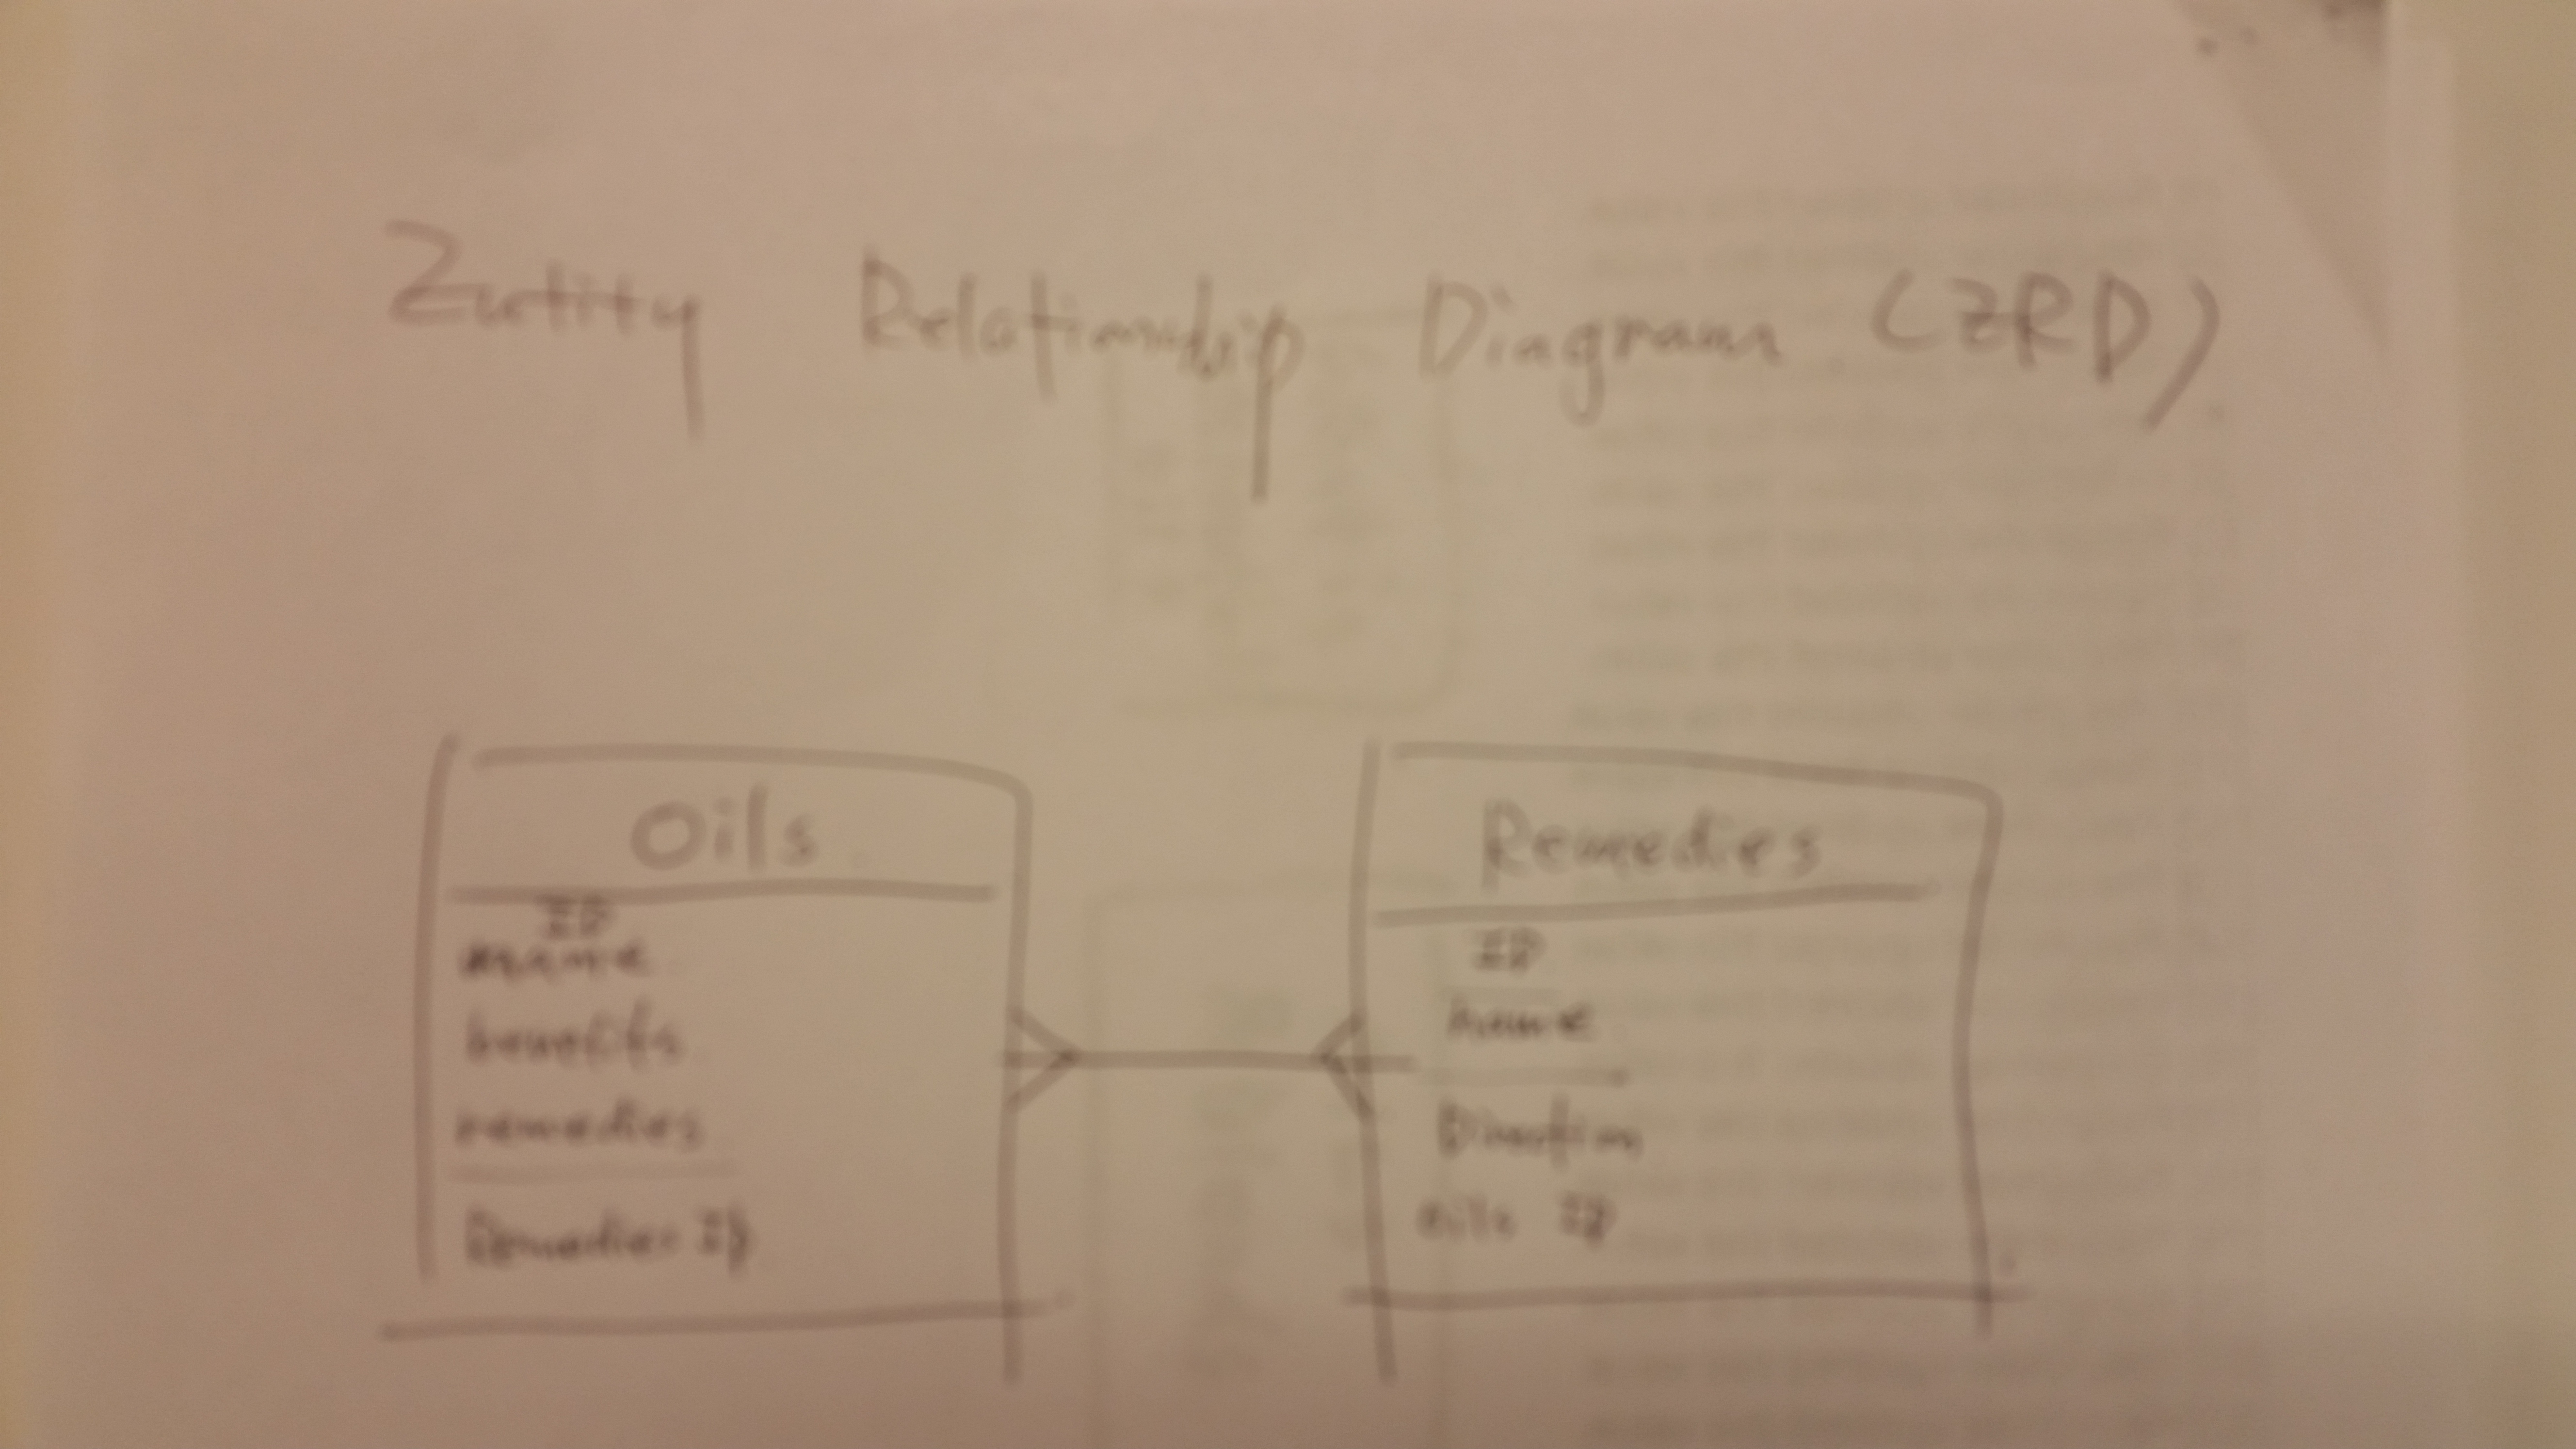 Entity Relationship Diagram (ERD)
Oils
ID
name
benefits
remedies
Remedies ID
Remedies
ID
name
Direction
oils ID